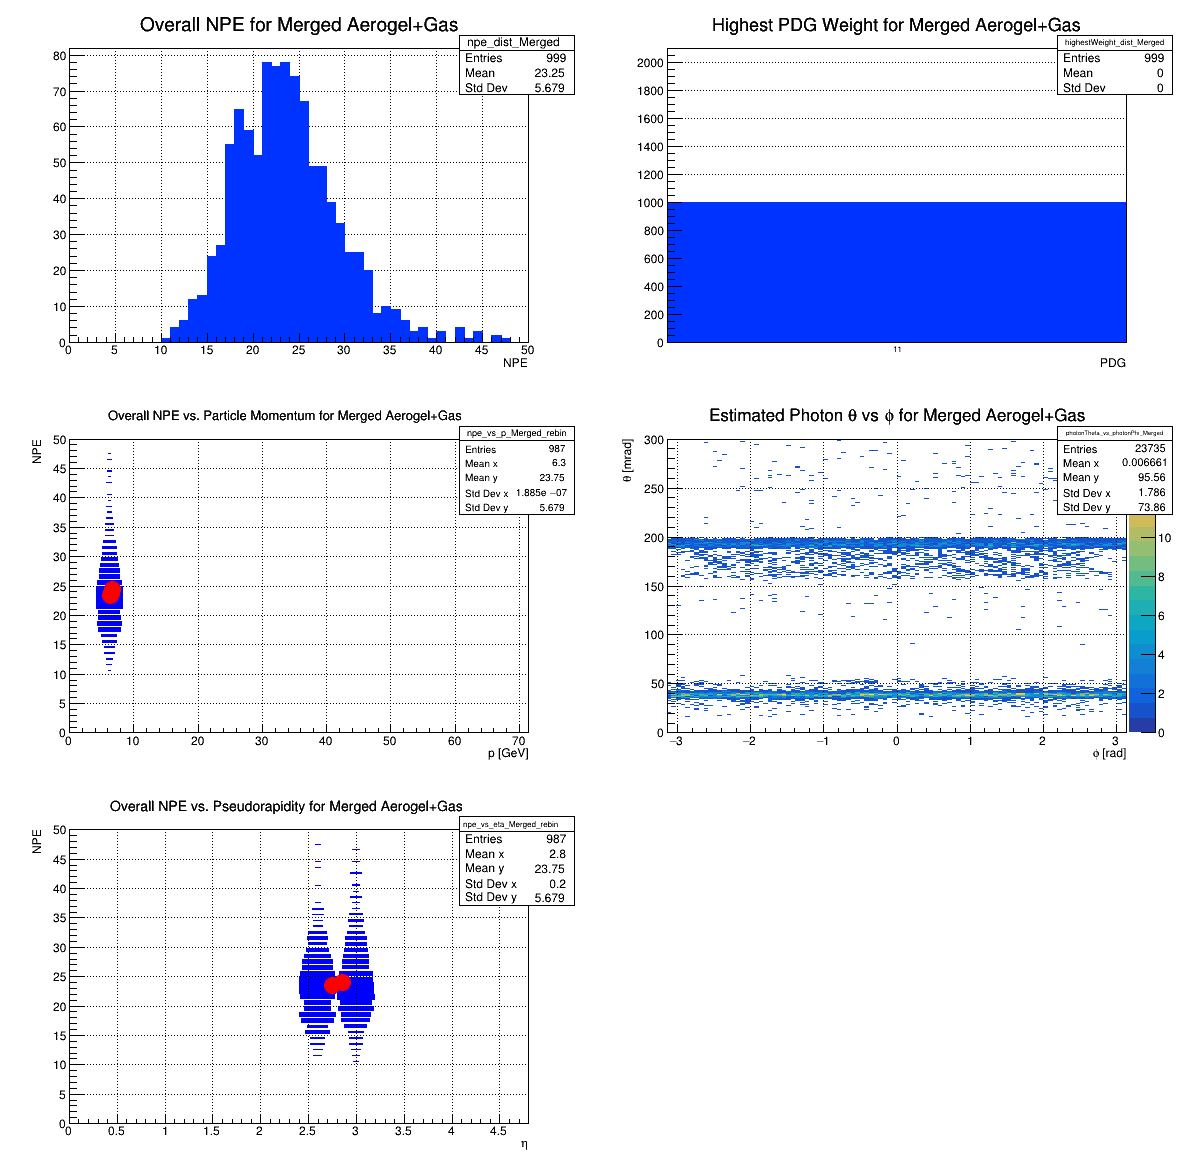 Overall NPE for Merged Aerogel+Gas
npe_dist_Merged
Entries 999
Mean 23.25
Std Dev 5.679
80
70
60
50
40
30
20
10
0
0 5 10 15 20 25 30 35 40 45 50
NPE
Highest PDG Weight for Merged Aerogel+Gas
highestWeight_dist_Merged
Entries 999
Mean 0
Std Dev 0
2000
1800
1600
1400
1200
1000
800
600
400
200
0
11
PDG
Overall NPE vs. Particle Momentum for Merged Aerogel+Gas
npe_vs_p_Merged_rebin
Entries 987
Mean x 6.3
Mean y 23.75
Std Dev x 1.885e −07
Std Dev y 5.679
NPE
50
45
40
35
30
25
20
15
10
5
0
0 10 20 30 40 50 60 70
p [GeV]
Estimated Photon θ vs ϕ for Merged Aerogel+Gas
photonTheta_vs_photonPhi_Merged
Entries 23735
Mean x 0.006661
Mean y 95.56
Std Dev x 1.786
Std Dev y 73.86
θ [mrad]
300
250
200
150
100
50
0
−3 −2 −1 0 1 2 3
ϕ [rad]
10
8
6
4
2
0
Overall NPE vs. Pseudorapidity for Merged Aerogel+Gas
npe_vs_eta_Merged_rebin
Entries 987
Mean x 2.8
Mean y 23.75
Std Dev x 0.2
Std Dev y 5.679
NPE
50
45
40
35
30
25
20
15
10
5
0
0 0.5 1 1.5 2 2.5 3 3.5 4 4.5
η